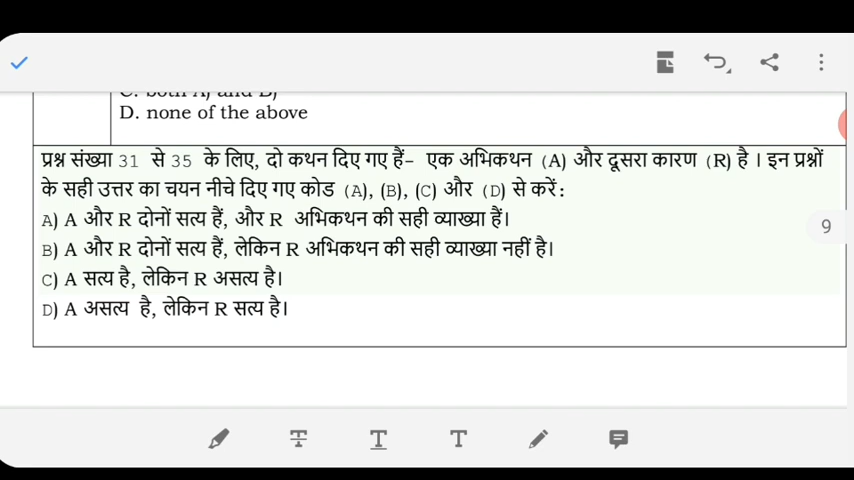 C. both A) and B)
D. none of the above
प्रश्न संख्या 31 से 35 के लिए, दो कथन दिए गए हैं- एक अभिकथन (A) और दूसरा कारण (R) है । इन प्रश्नों
के सही उत्तर का चयन नीचे दिए गए कोड (A), (B), (C) और (D) से करें:
A) A और R दोनों सत्य हैं, और R अभिकथन की सही व्याख्या हैं।
B) A और R दोनों सत्य हैं, लेकिन R अभिकथन की सही व्याख्या नहीं है।
C) A सत्य है, लेकिन R असत्य है।
D) A असत्य है, लेकिन R सत्य है।
9
T
T
T